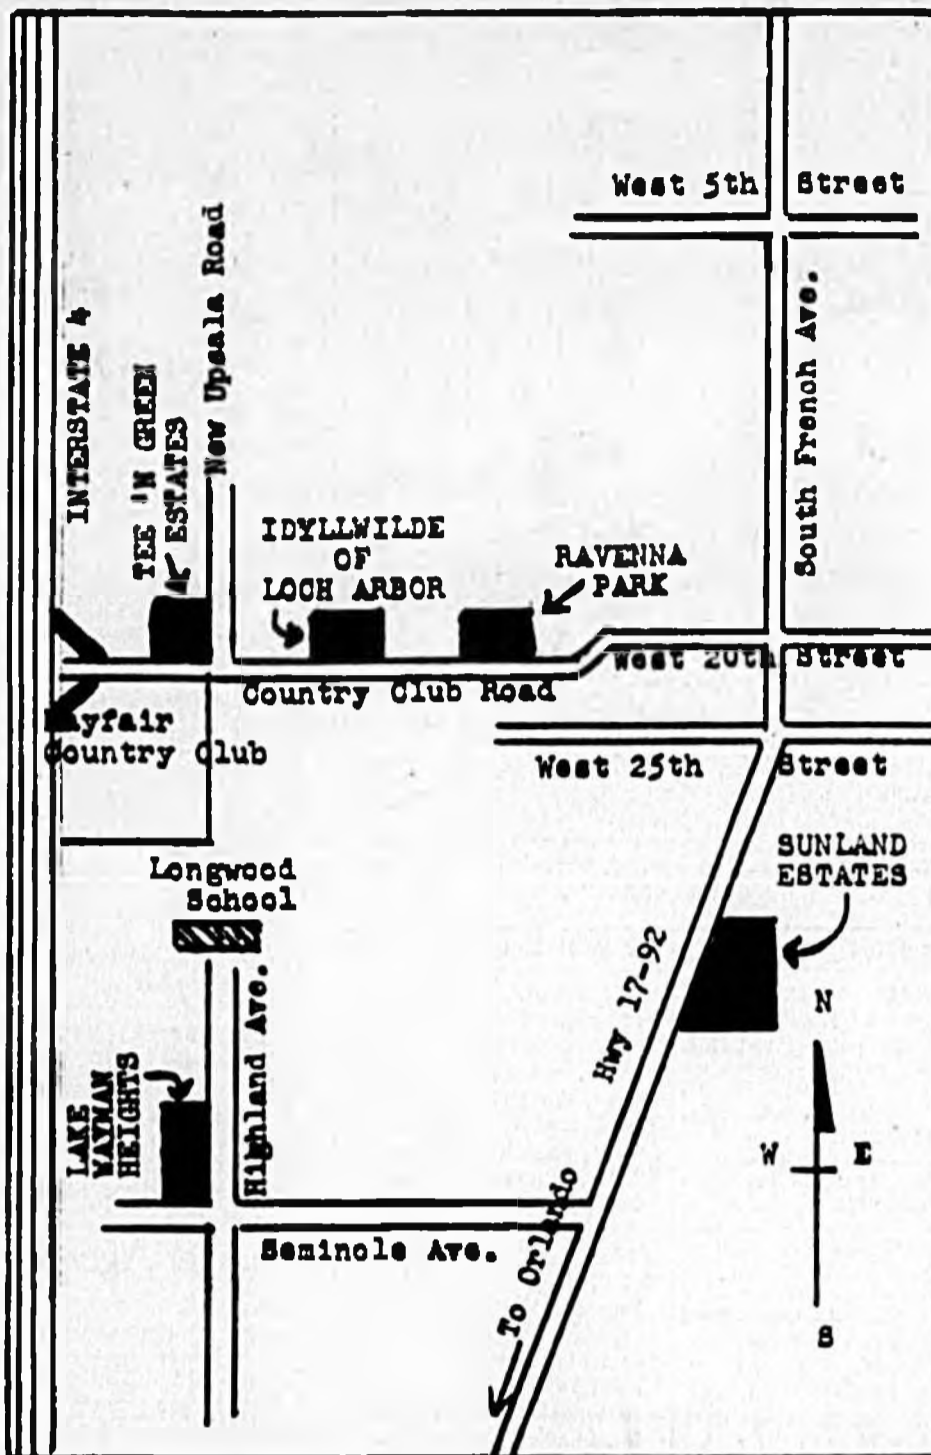 West 5th Street
New Upsala Road
INTERSTATE 4
South French Ave.
TEE 'N GREEN
ESTATES
IDYLLWILDE
OF
LOCH ARBOR
RAVENNA
PARK
West 20th Street
Country Club Road
Mayfair
Country Club
West 25th Street
Longwood
School
SUNLAND
ESTATES
Hwy 17-92
N
W E
S
LAKE
WAYMAN
HEIGHTS
Highland Ave.
Seminole Ave.
To Orlando